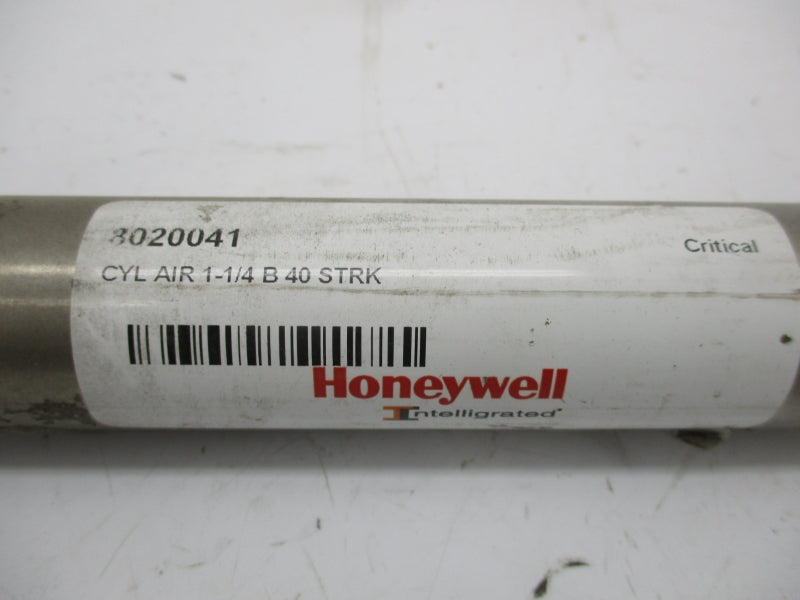 8020041
Critical
CYL AIR 1-1/4 B 40 STRK
Honeywell
Intelligrated